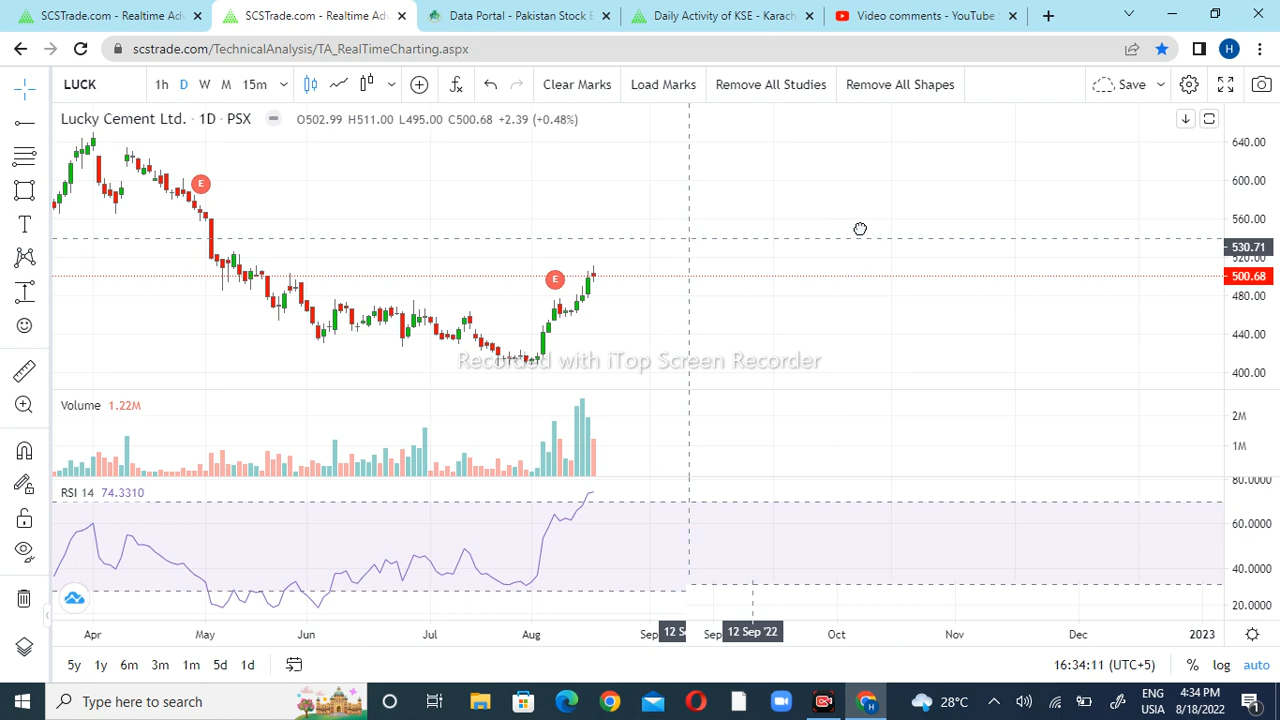 SCSTrade.com - Realtime Adv
SCSTrade.com - Realtime Adv
Data Portal - Pakistan Stock E
Daily Activity of KSE - Karach
Video comments - YouTube S
scstrade.com/TechnicalAnalysis/TA_RealTimeCharting.aspx
H
LUCK
1h D W M 15m
Clear Marks
Load Marks
Remove All Studies
Remove All Shapes
Save
Lucky Cement Ltd. · 1D · PSX
O502.99 H511.00 L495.00 C500.68 +2.39 (+0.48%)
640.00
600.00
E
560.00
530.71
520.00
E
500.68
480.00
440.00
Recorded with iTop Screen Recorder
400.00
Volume 1.22M
2M
1M
RSI 14 74.3310
80.0000
60.0000
40.0000
20.0000
Apr May Jun Jul Aug Sep 12 S Sep 12 Sep '22 Oct Nov Dec 2023
5y 1y 6m 3m 1m 5d 1d
16:34:11 (UTC+5) % log auto
Type here to search
28°C
ENG
USIA
4:34 PM
8/18/2022
1